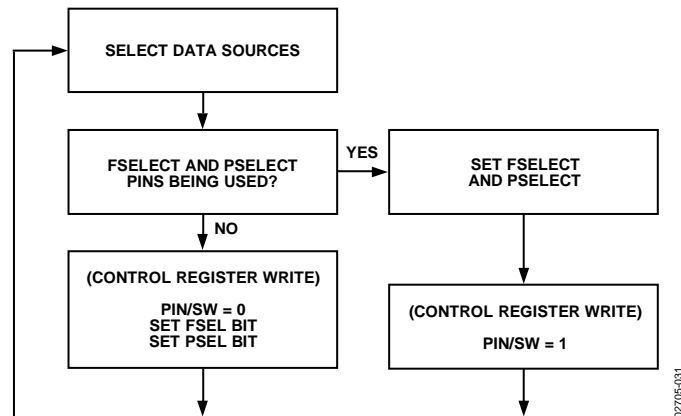 SELECT DATA SOURCES
FSELECT AND PSELECT
PINS BEING USED?
YES
SET FSELECT
AND PSELECT
NO
(CONTROL REGISTER WRITE)
PIN/SW = 0
SET FSEL BIT
SET PSEL BIT
(CONTROL REGISTER WRITE)
PIN/SW = 1
02705-031